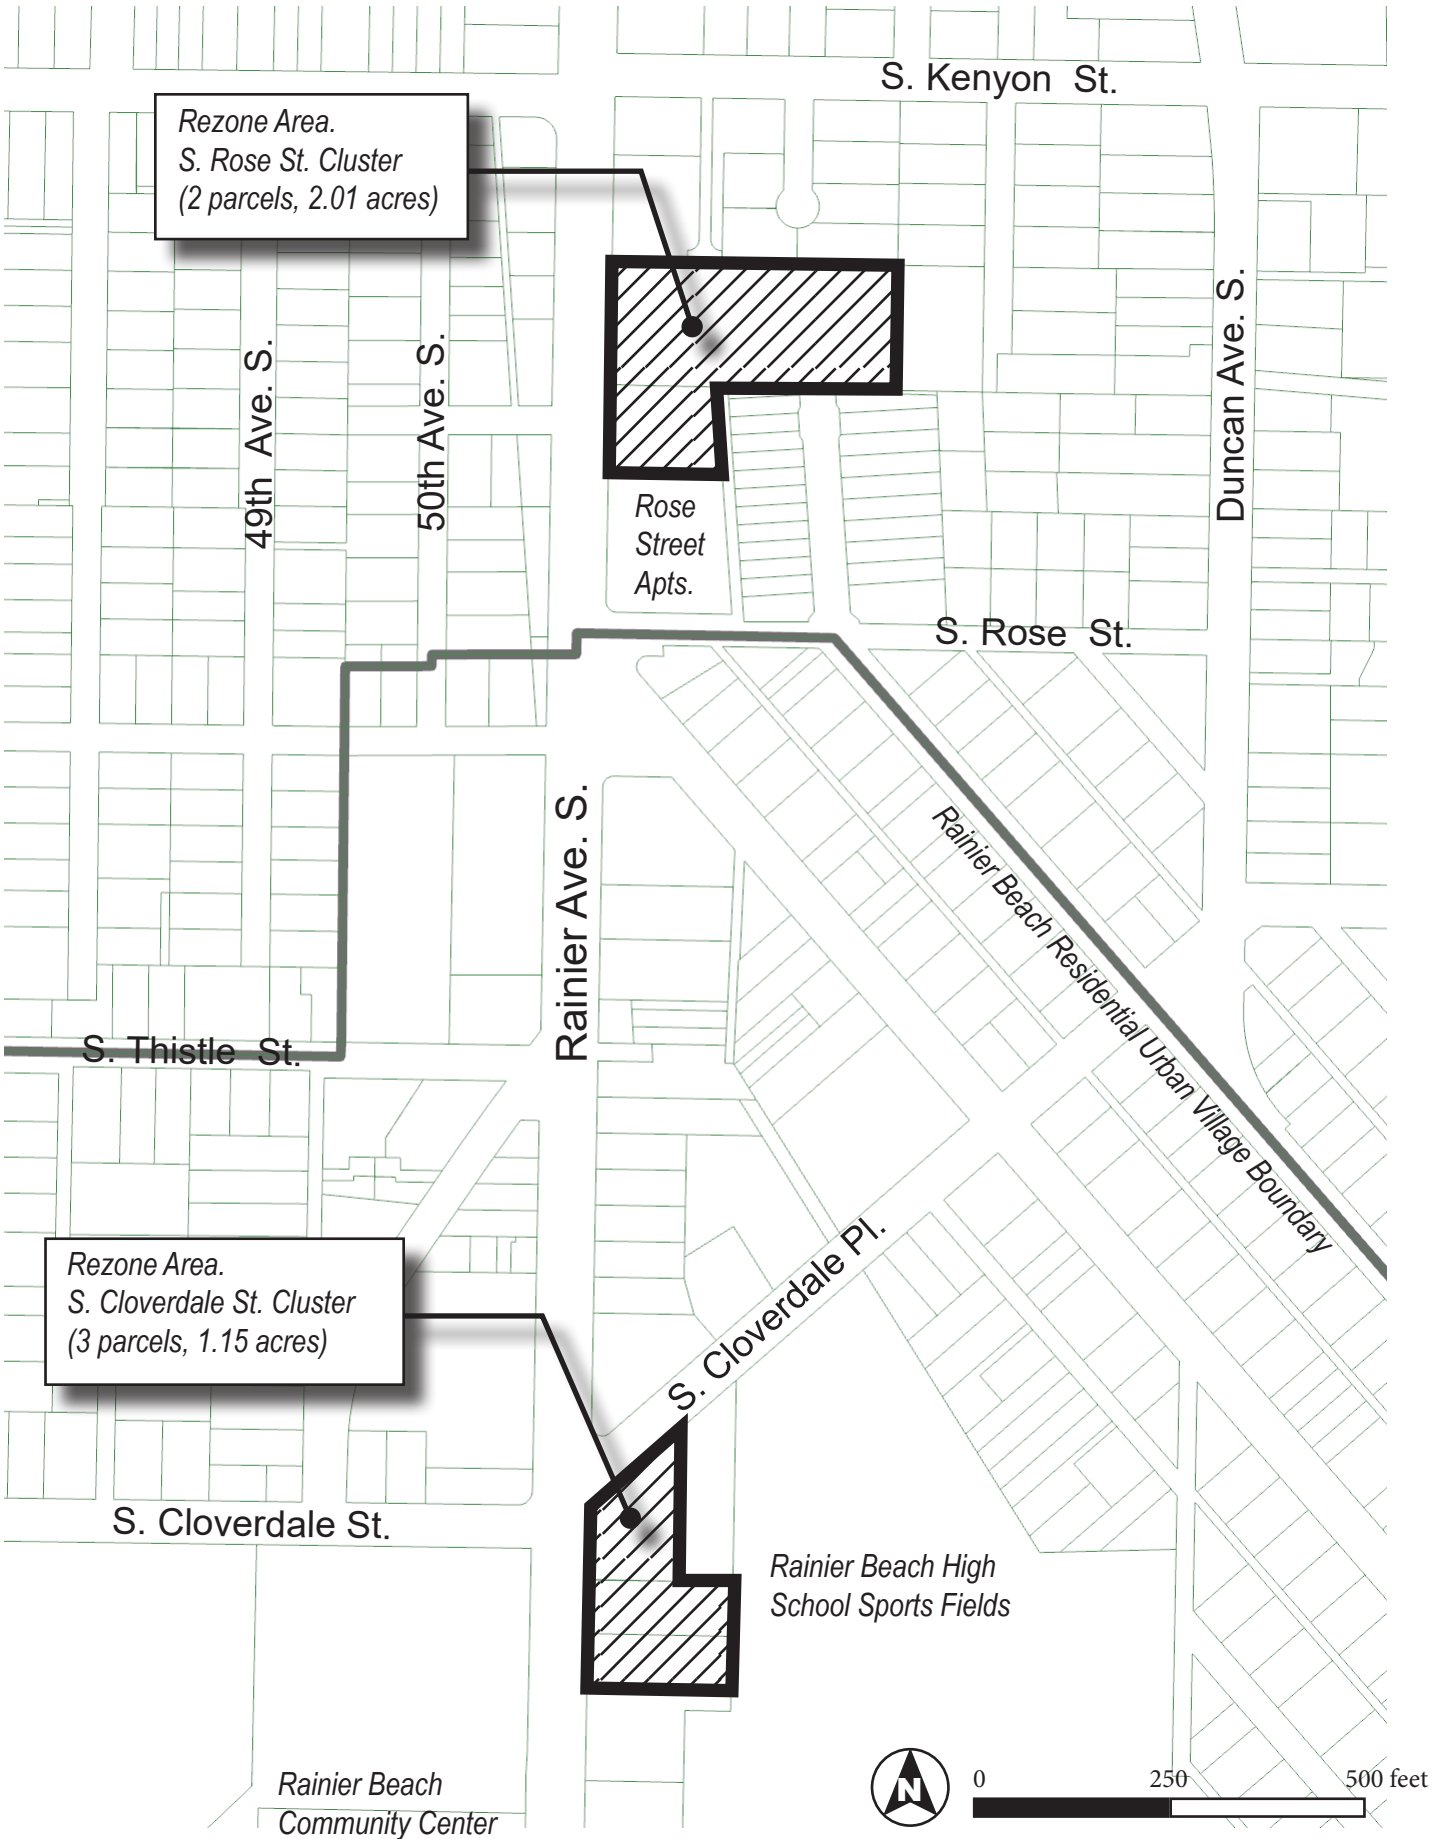 S. Kenyon St.
Rezone Area.
S. Rose St. Cluster
(2 parcels, 2.01 acres)
49th Ave. S.
50th Ave. S.
Duncan Ave. S.
Rose
Street
Apts.
S. Rose St.
Rainier Ave. S.
Rainier Beach Residential Urban Village Boundary
S. Thistle St.
Rezone Area.
S. Cloverdale St. Cluster
(3 parcels, 1.15 acres)
S. Cloverdale Pl.
S. Cloverdale St.
Rainier Beach High
School Sports Fields
Rainier Beach
Community Center
N
0 250 500 feet